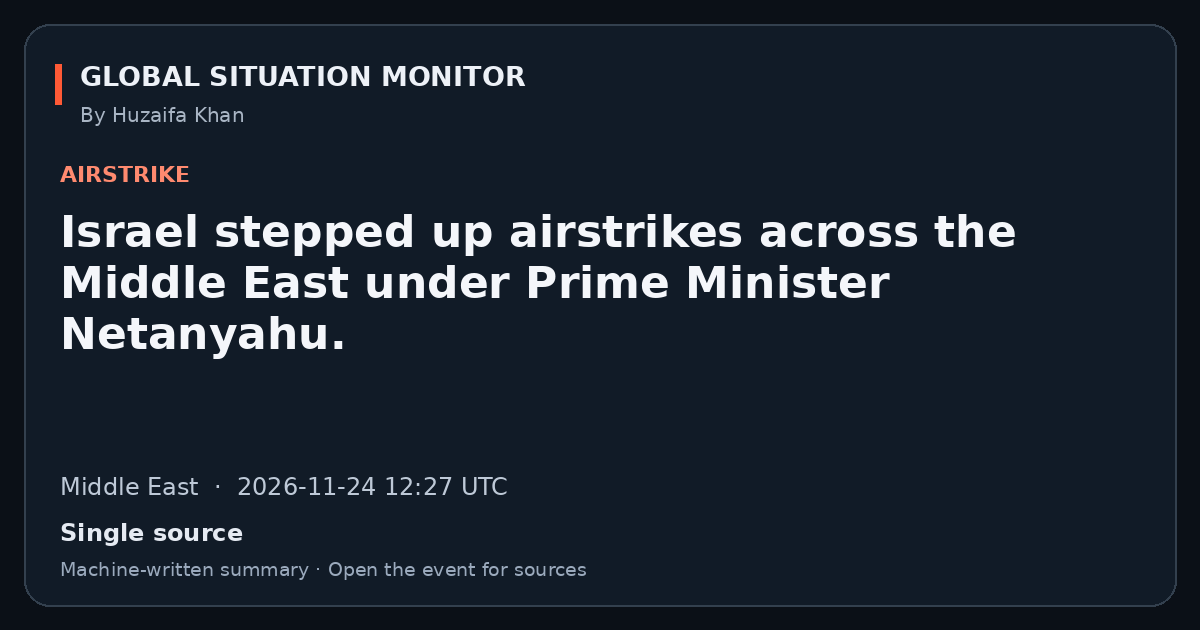 GLOBAL SITUATION MONITOR
By Huzaifa Khan
AIRSTRIKE
Israel stepped up airstrikes across the
Middle East under Prime Minister
Netanyahu.
Middle East · 2026-11-24 12:27 UTC
Single source
Machine-written summary · Open the event for sources